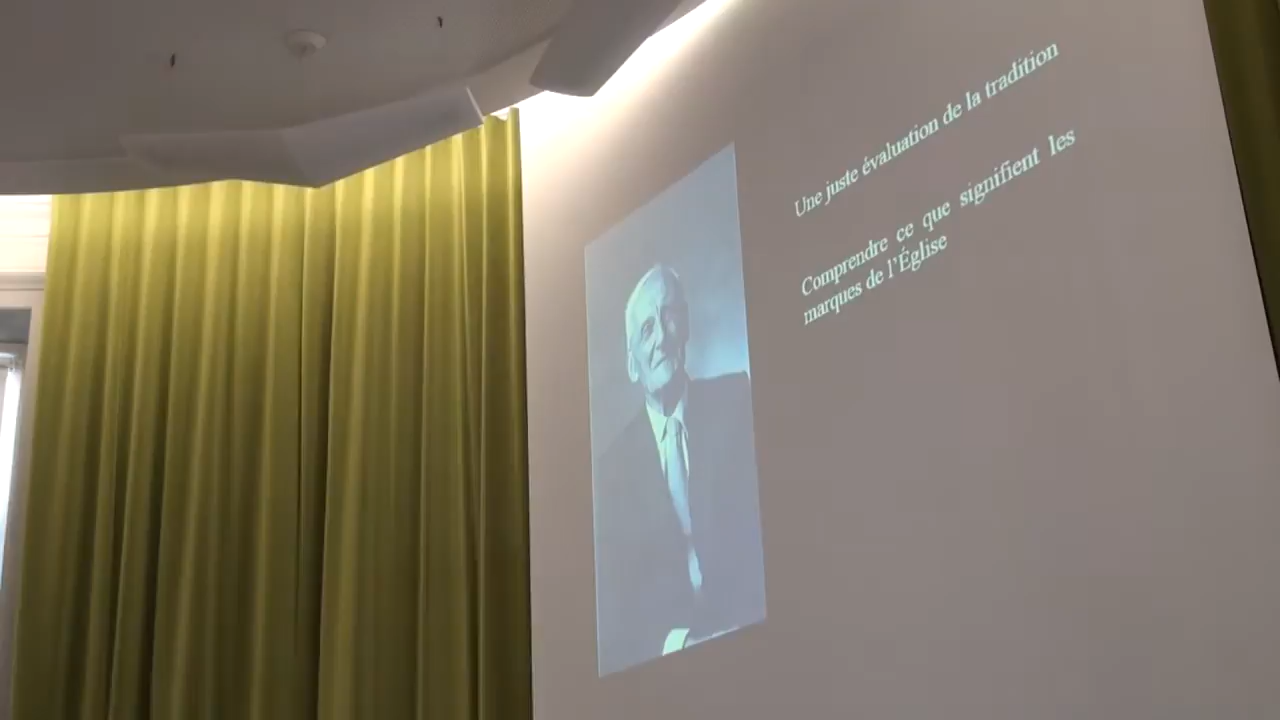 Une juste évaluation de la tradition
Comprendre ce que signifient les
marques de l'Église